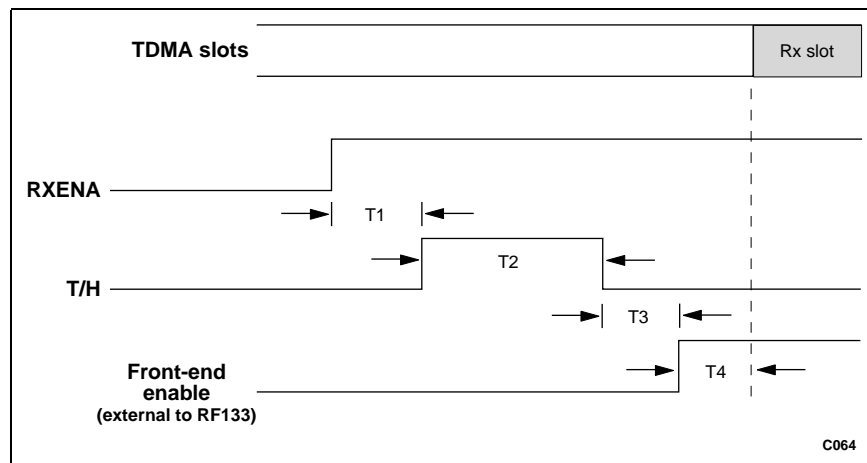 TDMA slots
Rx slot
RXENA
T1
T2
T/H
T3
Front-end
enable
(external to RF133)
T4
C064